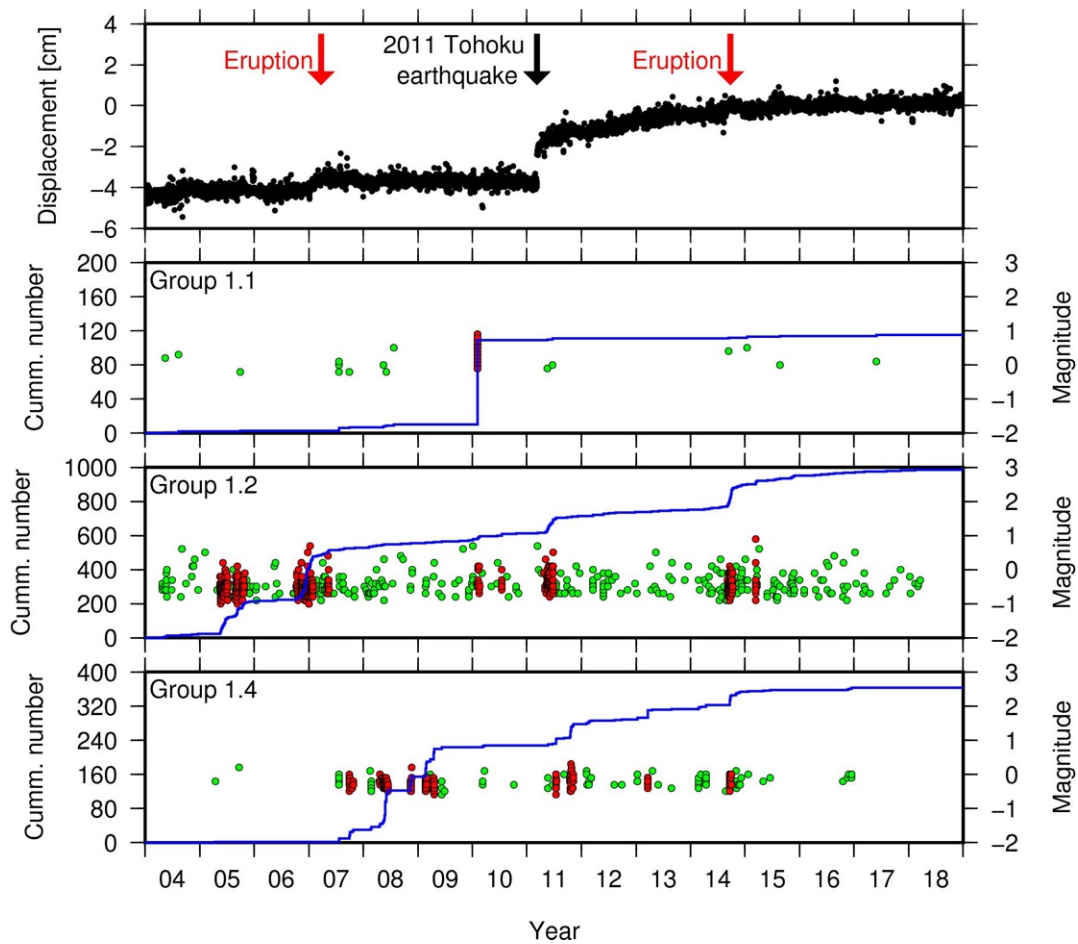 4
2
0
−2
−4
−6
Displacement [cm]
Eruption
2011 Tohoku
earthquake
Eruption
200
160
120
80
40
0
Cumm. number
Group 1.1
3
2
1
0
−1
−2
Magnitude
1000
800
600
400
200
0
Cumm. number
Group 1.2
3
2
1
0
−1
−2
Magnitude
400
320
240
160
80
0
Cumm. number
Group 1.4
3
2
1
0
−1
−2
Magnitude
04 05 06 07 08 09 10 11 12 13 14 15 16 17 18
Year